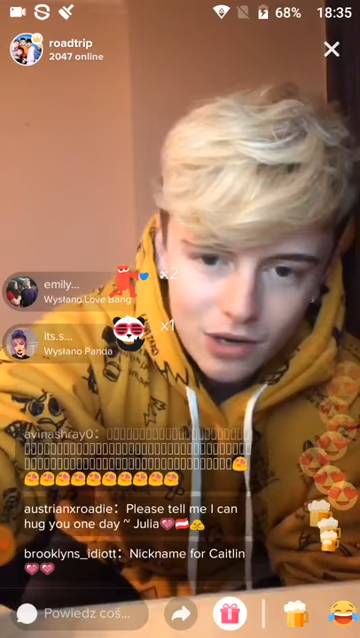 68% 18:35
roadtrip
2047 online
emily...
Wysłano Love Bang
x2
its.s...
Wysłano Panda
x1
avinashray0:
austrianxroadie: Please tell me I can
hug you one day ~ Julia
brooklyns_idiott: Nickname for Caitlin
Powiedz coś...